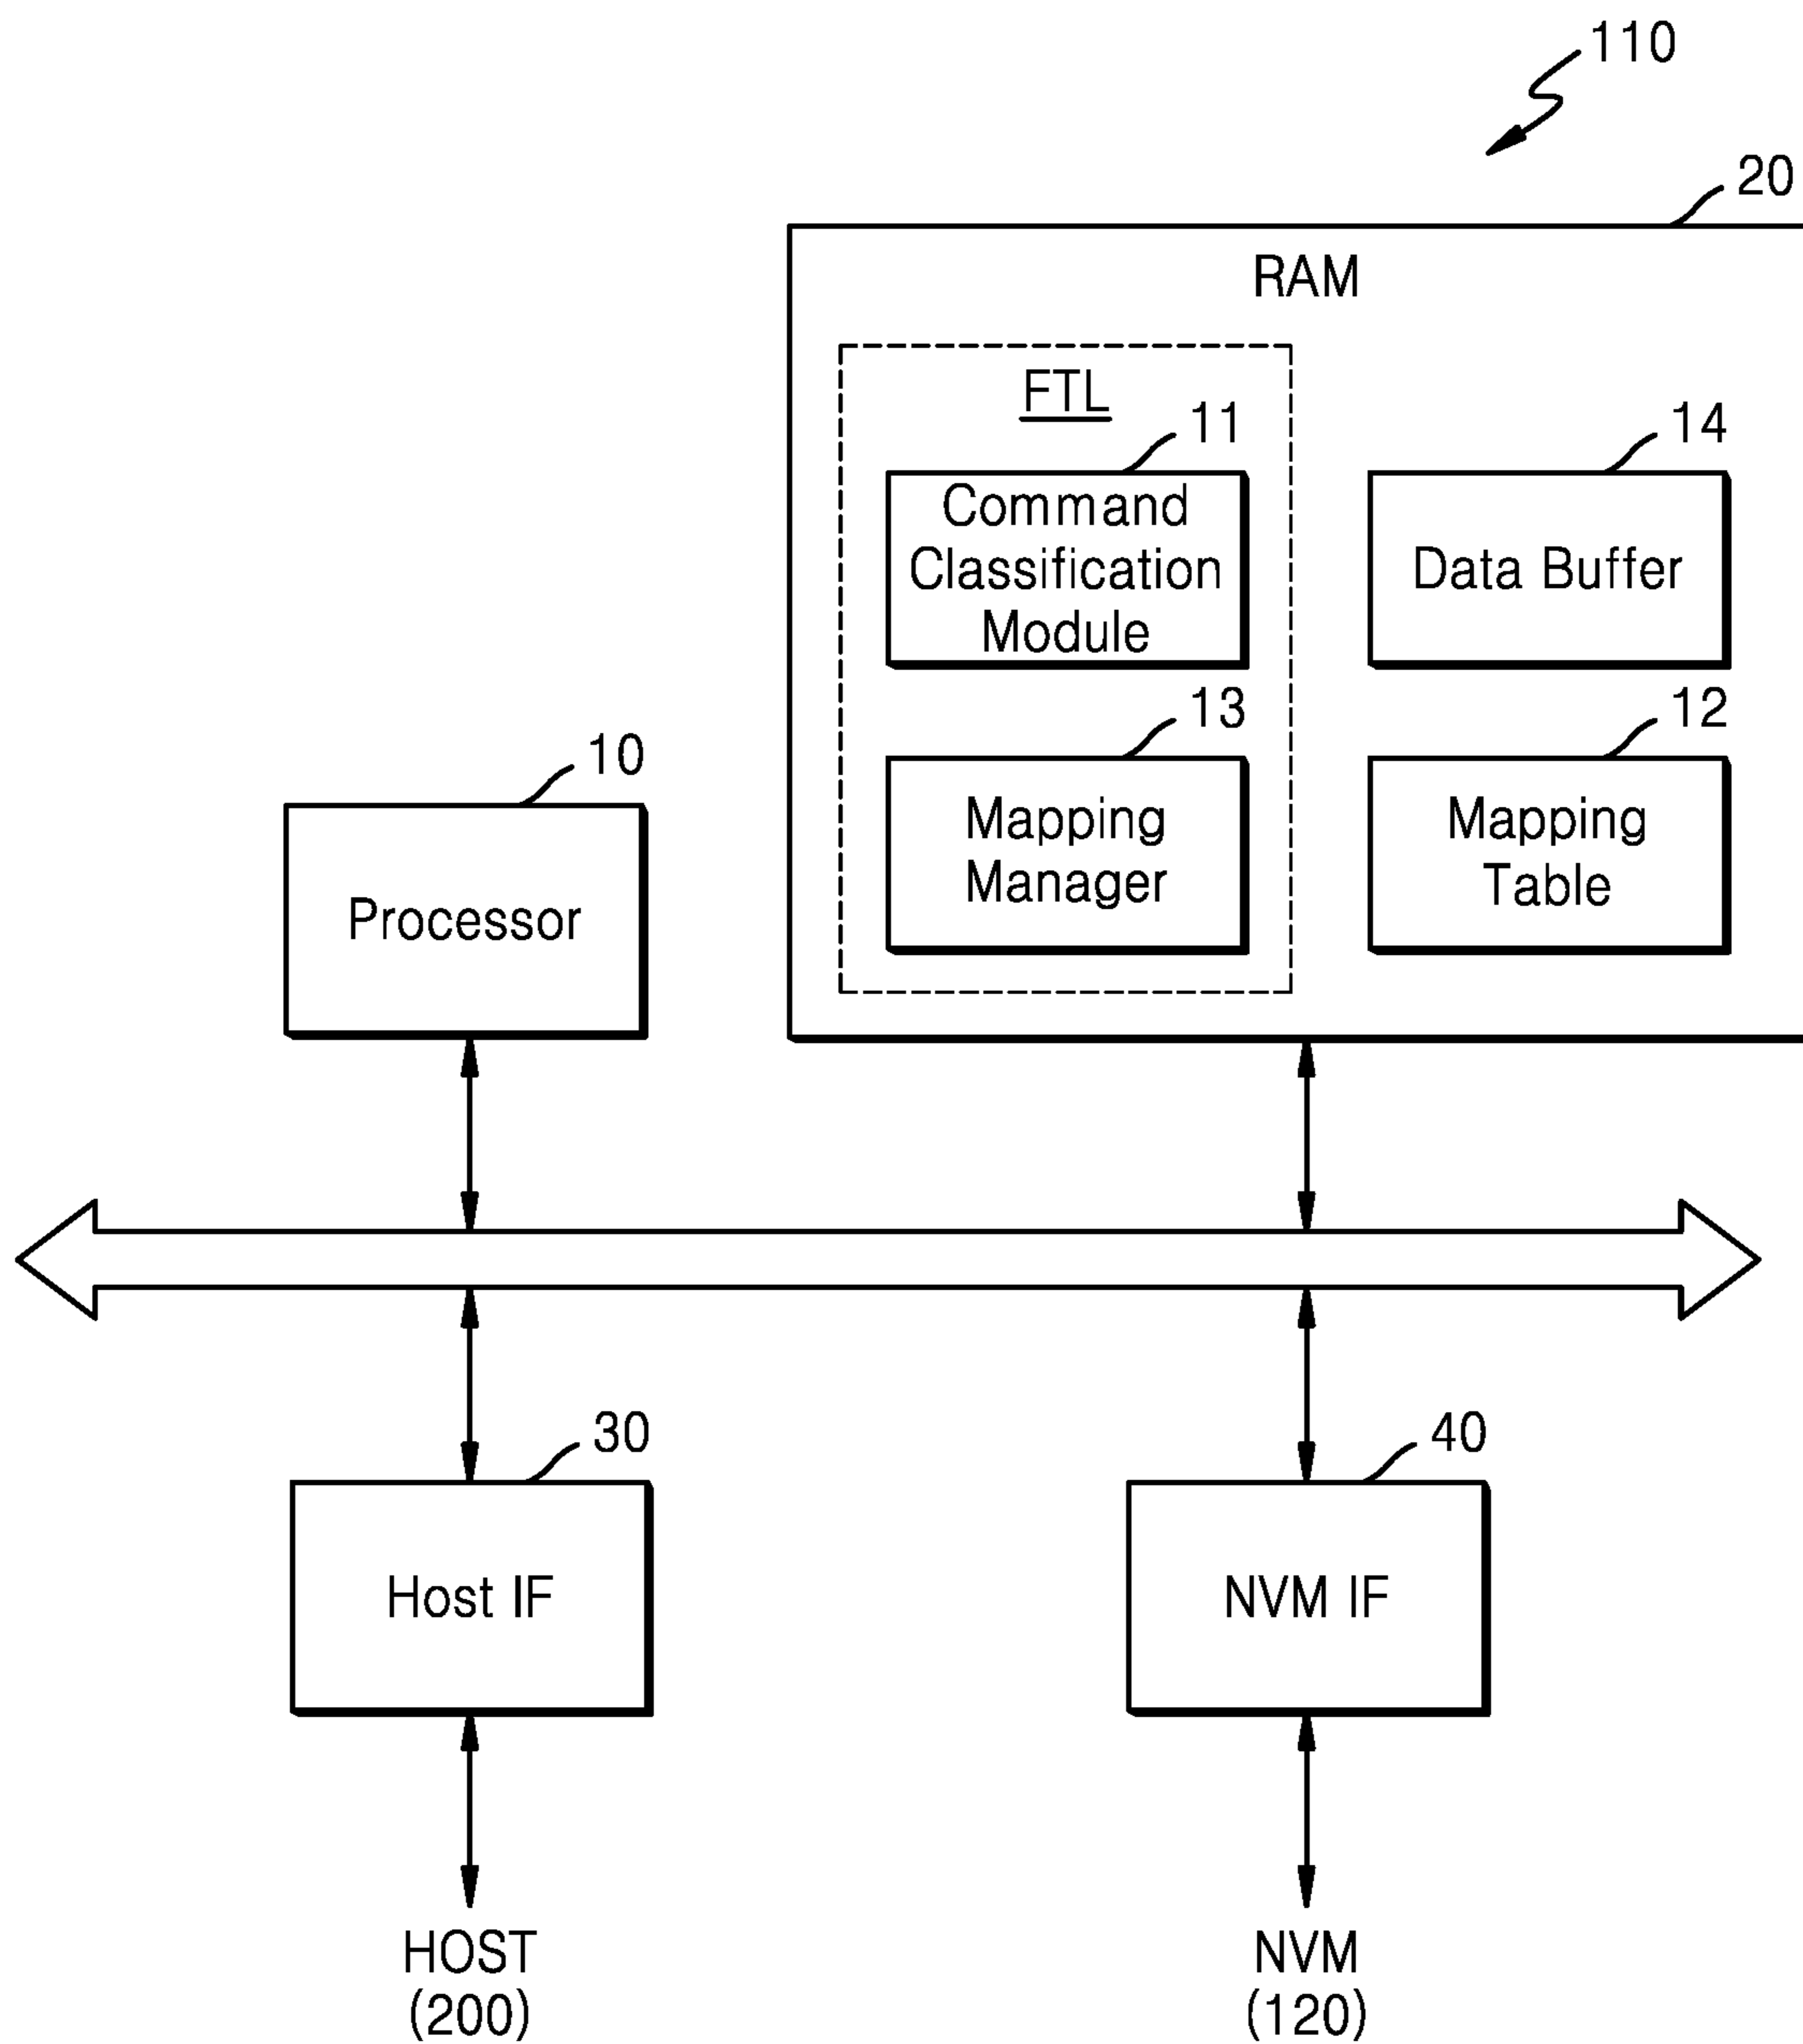 110
20
RAM
FTL
11
14
Command
Classification
Module
Data Buffer
13
12
10
Mapping
Manager
Mapping
Table
Processor
30
40
Host IF
NVM IF
HOST
(200)
NVM
(120)